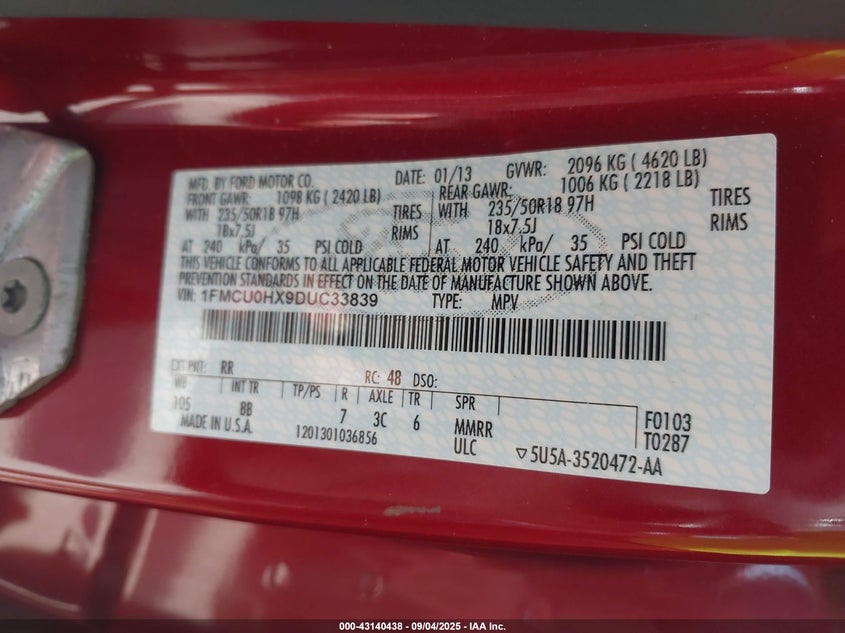 MFD. BY FORD MOTOR CO. DATE: 01/13 GVWR: 2096 KG ( 4620 LB)
FRONT GAWR: 1098 KG ( 2420 LB) REAR GAWR: 1006 KG ( 2218 LB)
WITH 235/50R18 97H TIRES WITH 235/50R18 97H TIRES
18x7.5J RIMS 18x7.5J RIMS
AT 240 kPa/ 35 PSI COLD AT 240 kPa/ 35 PSI COLD
THIS VEHICLE CONFORMS TO ALL APPLICABLE FEDERAL MOTOR VEHICLE SAFETY AND THEFT
PREVENTION STANDARDS IN EFFECT ON THE DATE OF MANUFACTURE SHOWN ABOVE.
VIN: 1FMCU0HX9DUC33839 TYPE: MPV
EXT PNT: RR RC: 48 DSO:
WB INT TR TP/PS R AXLE TR SPR
105 8B 7 3C 6 MMRR F0103
MADE IN U.S.A. 1201301036856 ULC T0287
▽5U5A-3520472-AA
000-43140438 - 09/04/2025 - IAA Inc.